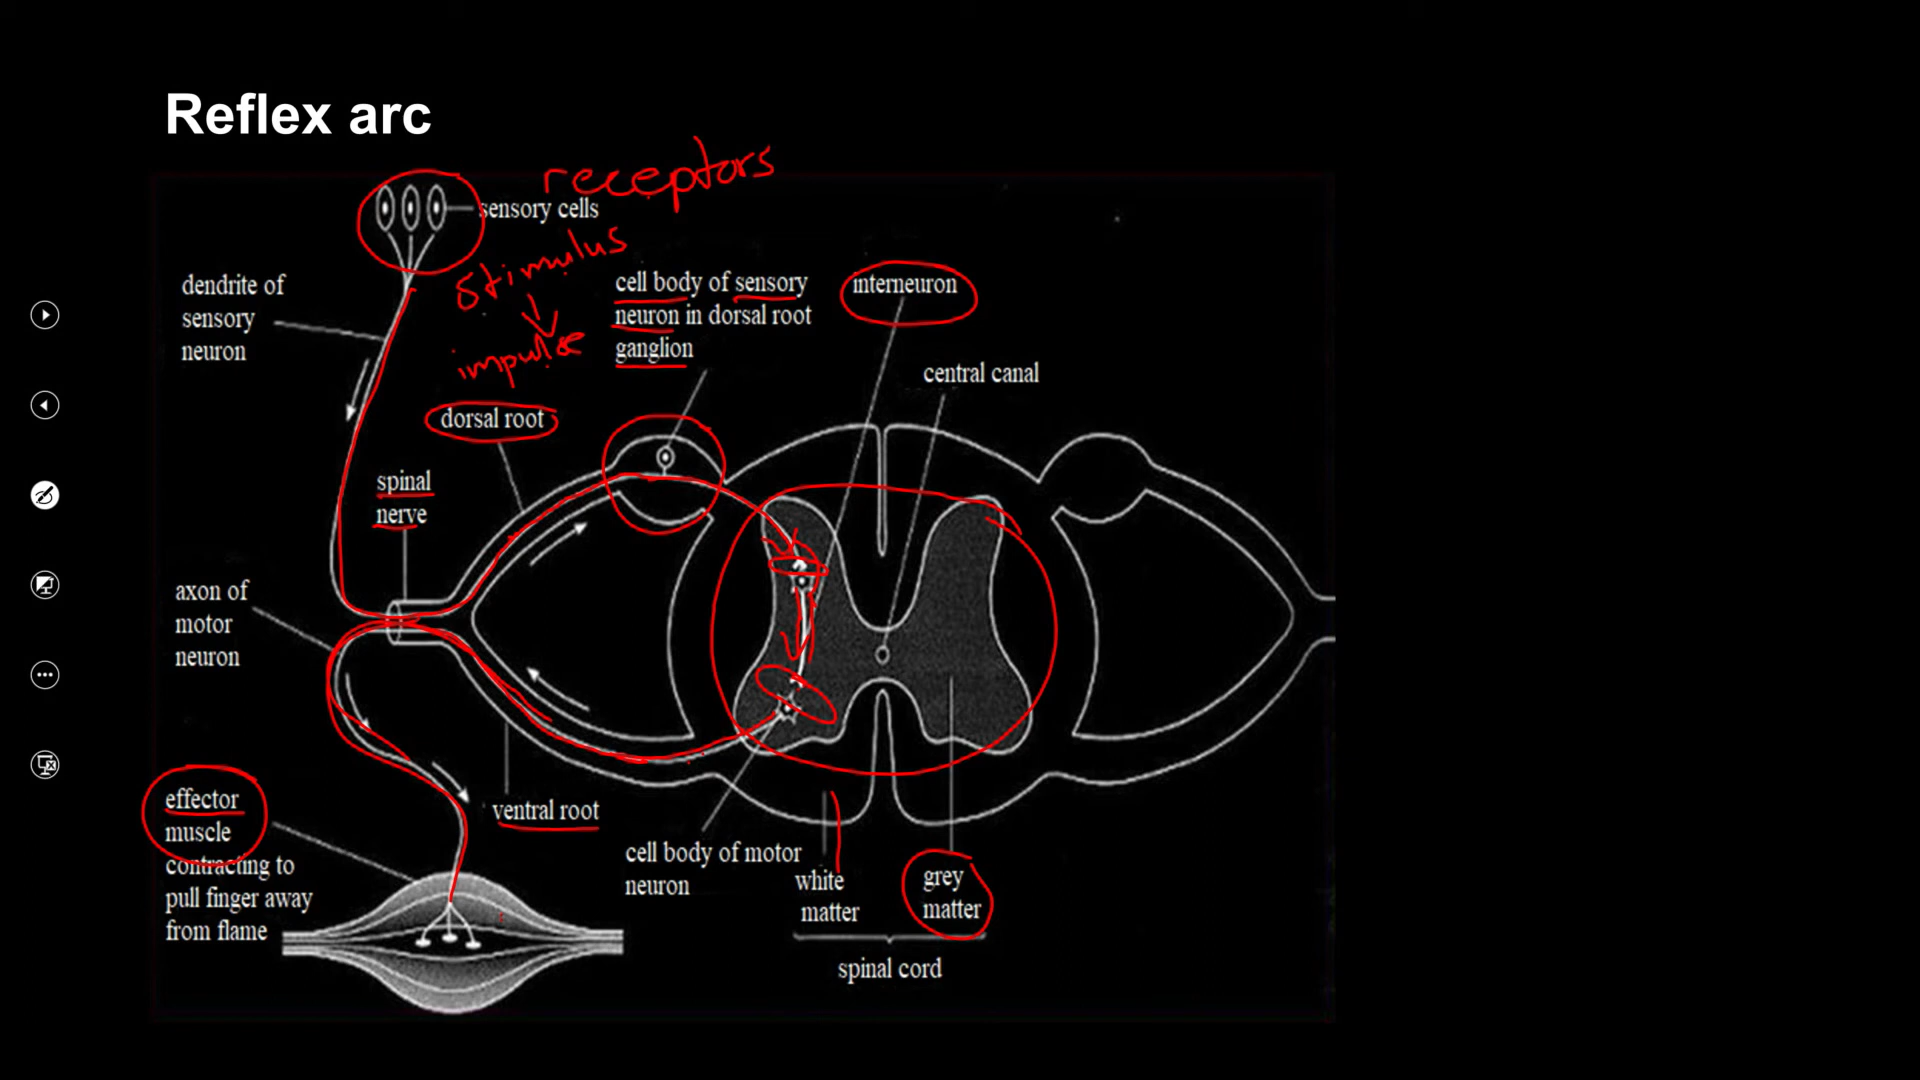 Reflex arc
receptors
sensory cells
stimulus
impulse
dendrite of
sensory
neuron
cell body of sensory
neuron in dorsal root
ganglion
interneuron
central canal
dorsal root
spinal
nerve
axon of
motor
neuron
effector
muscle
contracting to
pull finger away
from flame
ventral root
cell body of motor
neuron
white
matter
grey
matter
spinal cord